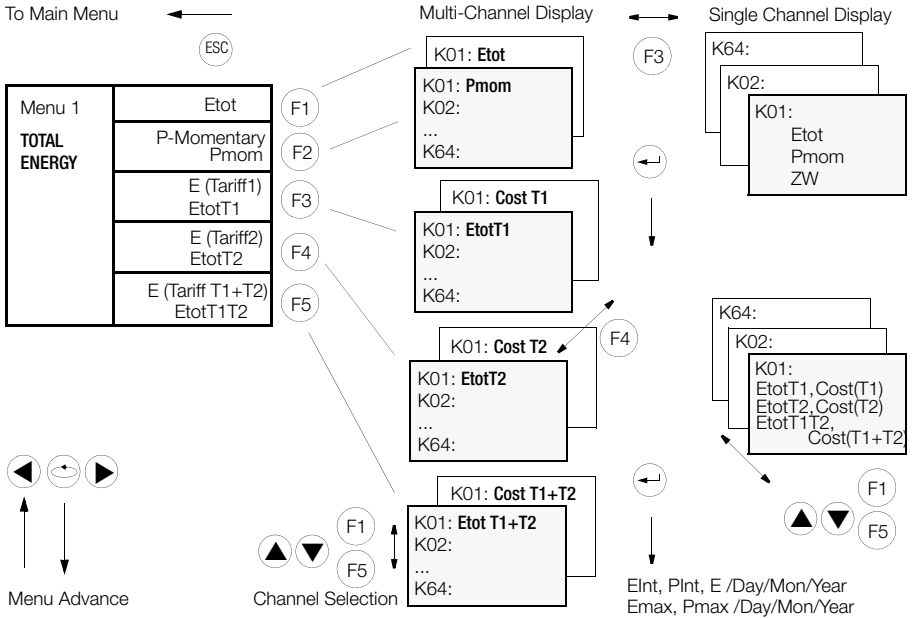 To Main Menu
ESC
Multi-Channel Display
Single Channel Display
F3
Menu 1
TOTAL
ENERGY
Etot
F1
P-Momentary
Pmom
F2
E (Tariff1)
EtotT1
F3
E (Tariff2)
EtotT2
F4
E (Tariff T1+T2)
EtotT1T2
F5
K01: Etot
K01: Pmom
K02:
...
K64:
K01: Cost T1
K01: EtotT1
K02:
...
K64:
K01: Cost T2
K01: EtotT2
K02:
...
K64:
F4
K01: Cost T1+T2
K01: Etot T1+T2
K02:
...
K64:
K64:
K02:
K01:
Etot
Pmom
ZW
K64:
K02:
K01:
EtotT1,Cost(T1)
EtotT2,Cost(T2)
EtotT1T2,
Cost(T1+T2)
F1
F5
Menu Advance
F1
F5
Channel Selection
EInt, PInt, E /Day/Mon/Year
Emax, Pmax /Day/Mon/Year